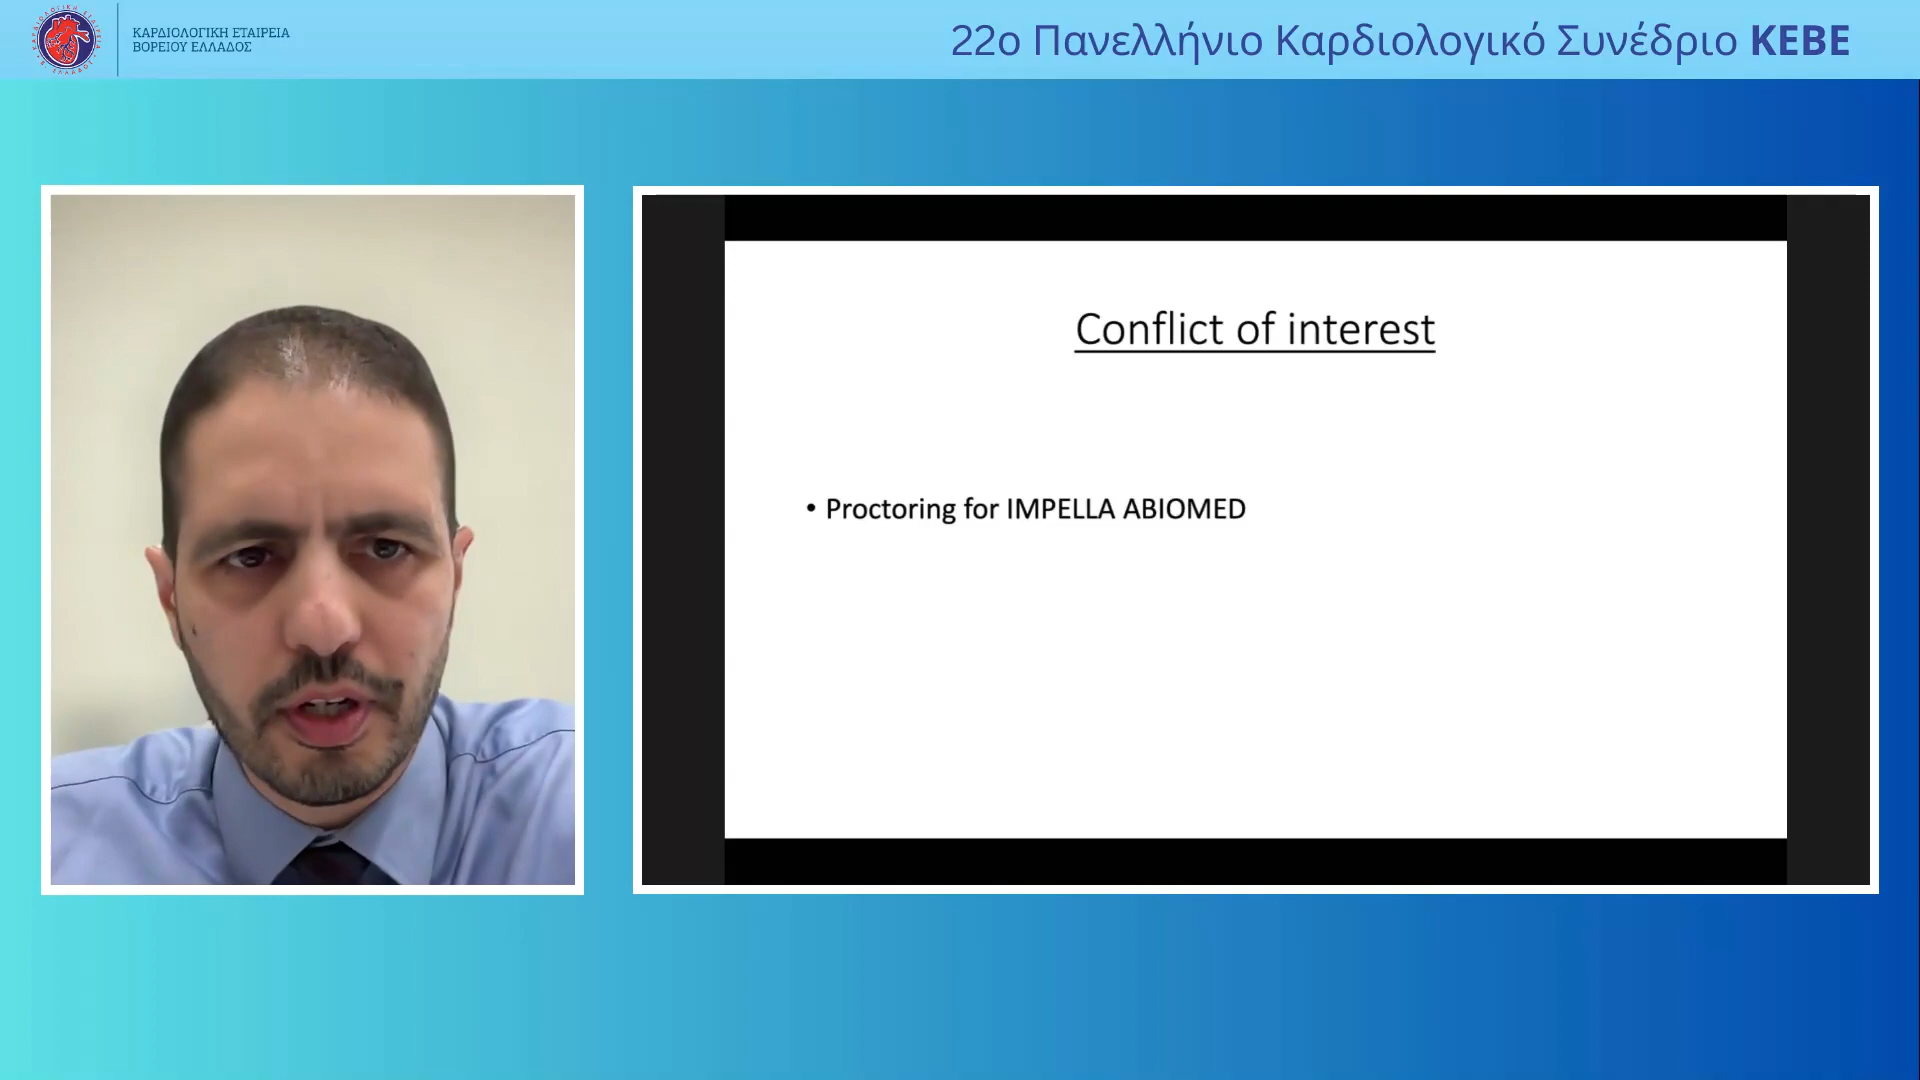 ΚΑΡΔΙΟΛΟΓΙΚΗ ΕΤΑΙΡΕΙΑ
ΒΟΡΕΙΟΥ ΕΛΛΑΔΟΣ
22ο Πανελλήνιο Καρδιολογικό Συνέδριο ΚΕΒΕ
Conflict of interest
• Proctoring for IMPELLA ABIOMED